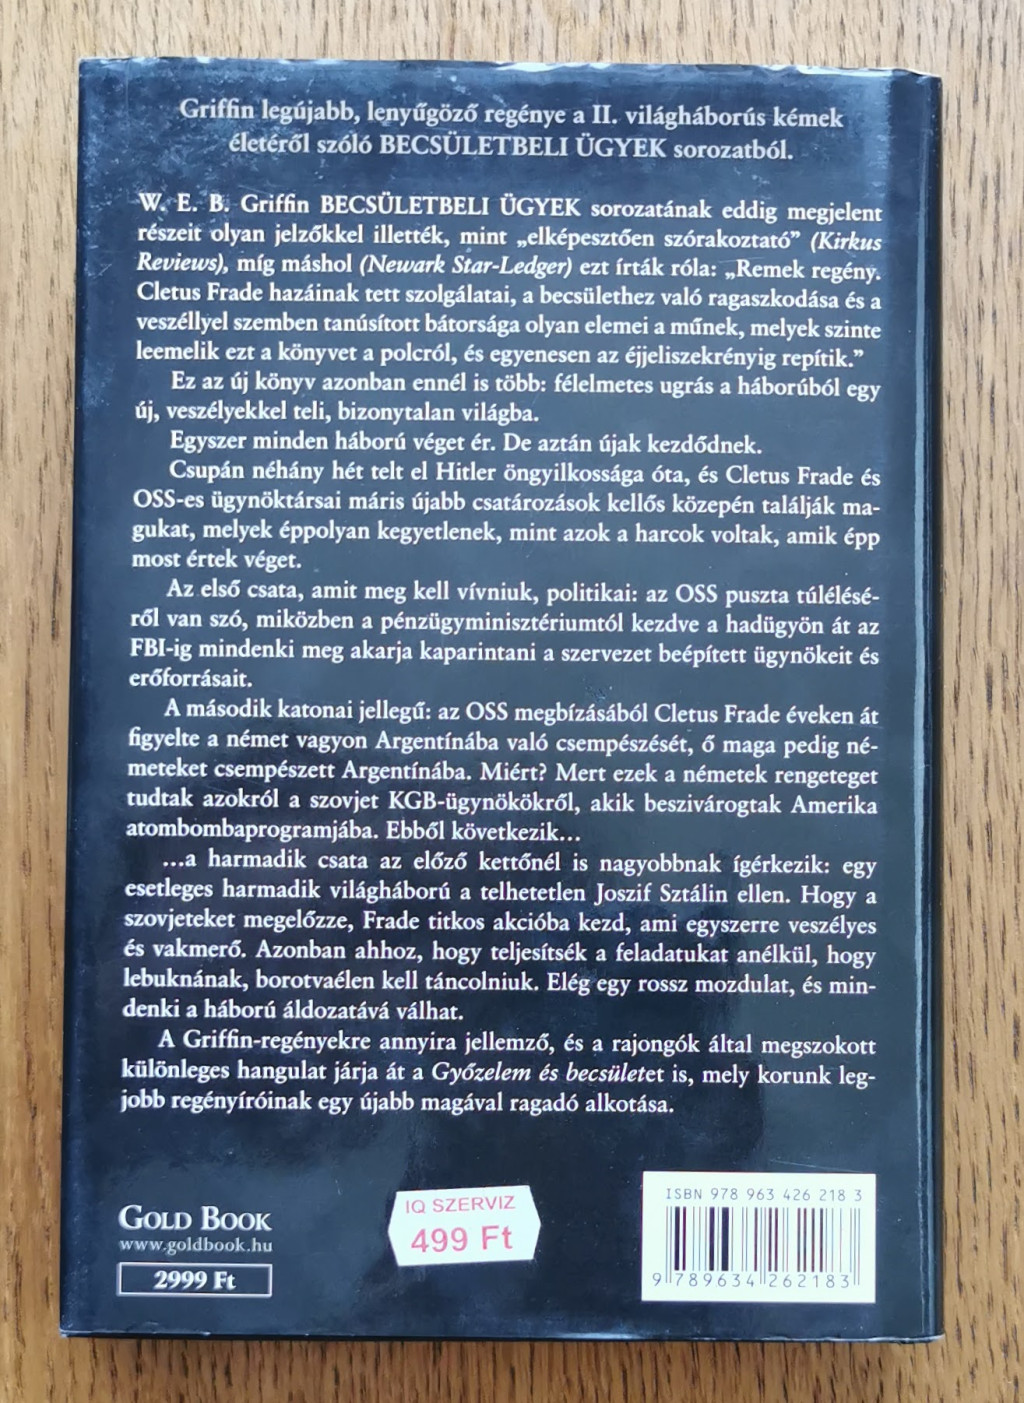 Griffin legújabb, lenyűgöző regénye a II. világháborús kémek
életéről szóló BECSÜLETBELI ÜGYEK sorozatból.
W. E. B. Griffin BECSÜLETBELI ÜGYEK sorozatának eddig megjelent
részeit olyan jelzőkkel illették, mint „elképesztően szórakoztató” (Kirkus
Reviews), míg máshol (Newark Star-Ledger) ezt írták róla: „Remek regény.
Cletus Frade hazáinak tett szolgálatai, a becsülethez való ragaszkodása és a
veszéllyel szemben tanúsított bátorsága olyan elemei a műnek, melyek szinte
leemelik ezt a könyvet a polcról, és egyenesen az éjjeliszekrényig repítik.”
Ez az új könyv azonban ennél is több: félelmetes ugrás a háborúból egy
új, veszélyekkel teli, bizonytalan világba.
Egyszer minden háború véget ér. De aztán újak kezdődnek.
Csupán néhány hét telt el Hitler öngyilkossága óta, és Cletus Frade és
OSS-es ügynöktársai máris újabb csatározások kellős közepén találják ma-
gukat, melyek éppolyan kegyetlenek, mint azok a harcok voltak, amik épp
most értek véget.
Az első csata, amit meg kell vívniuk, politikai: az OSS puszta túlélésé-
ről van szó, miközben a pénzügyminisztériumtól kezdve a hadügyön át az
FBI-ig mindenki meg akarja kaparintani a szervezet beépített ügynökeit és
erőforrásait.
A második katonai jellegű: az OSS megbízásából Cletus Frade éveken át
figyelte a német vagyon Argentínába való csempészését, ő maga pedig né-
meteket csempészett Argentínába. Miért? Mert ezek a németek rengeteget
tudtak azokról a szovjet KGB-ügynökökről, akik beszivárogtak Amerika
atombombaprogramjába. Ebből következik...
...a harmadik csata az előző kettőnél is nagyobbnak ígérkezik: egy
esetleges harmadik világháború a telhetetlen Joszif Sztálin ellen. Hogy a
szovjeteket megelőzze, Frade titkos akcióba kezd, ami egyszerre veszélyes
és vakmerő. Azonban ahhoz, hogy teljesítsék a feladatukat anélkül, hogy
lebuknának, borotvaélen kell táncolniuk. Elég egy rossz mozdulat, és min-
denki a háború áldozatává válhat.
A Griffin-regényekre annyira jellemző, és a rajongók által megszokott
különleges hangulat járja át a Győzelem és becsületet is, mely korunk leg-
jobb regényíróinak egy újabb magával ragadó alkotása.
GOLD BOOK
www.goldbook.hu
2999 Ft
IQ SZERVIZ
499 Ft
ISBN 978 963 426 218 3
9 789634 262183